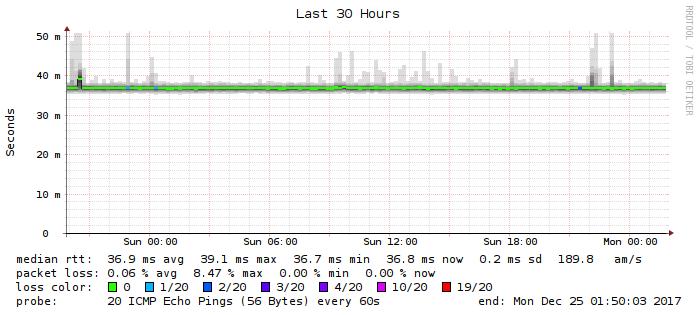 Last 30 Hours
RRDTOOL / TOBI OETIKER
Seconds
50 m
40 m
30 m
20 m
10 m
0
Sun 00:00 Sun 06:00 Sun 12:00 Sun 18:00 Mon 00:00
median rtt: 36.9 ms avg 39.1 ms max 36.7 ms min 36.8 ms now 0.2 ms sd 189.8 am/s
packet loss: 0.06 % avg 8.47 % max 0.00 % min 0.00 % now
loss color: 0 1/20 2/20 3/20 4/20 10/20 19/20
probe: 20 ICMP Echo Pings (56 Bytes) every 60s end: Mon Dec 25 01:50:03 2017